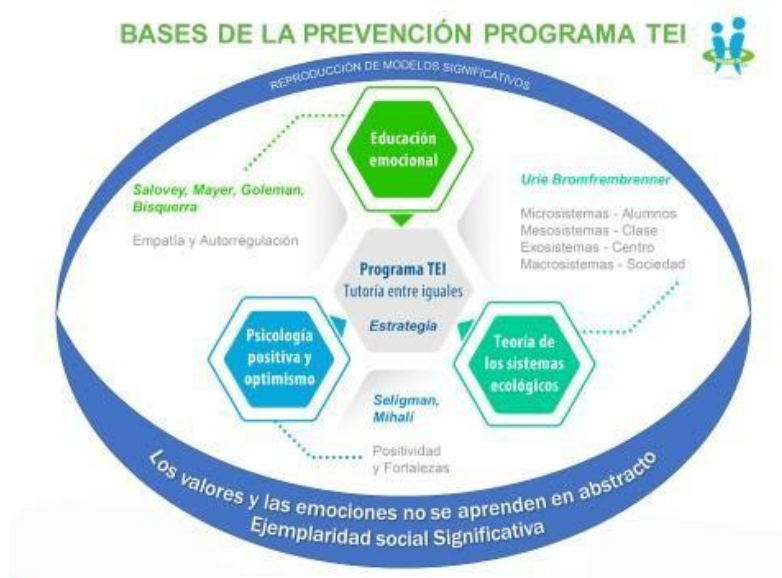 BASES DE LA PREVENCIÓN PROGRAMA TEI
REPRODUCCIÓN DE MODELOS SIGNIFICATIVOS
Educación
emocional
Salovey, Mayer, Goleman,
Bisquerra
Empatía y Autorregulación
Urie Bromfrembrenner
Microsistemas - Alumnos
Mesosistemas - Clase
Exosistemas - Centro
Macrosistemas - Sociedad
Programa TEI
Tutoría entre iguales
Estrategia
Psicología
positiva y
optimismo
Teoría de
los sistemas
ecológicos
Seligman,
Mihali
Positividad
y Fortalezas
Los valores y las emociones no se aprenden en abstracto
Ejemplaridad social Significativa